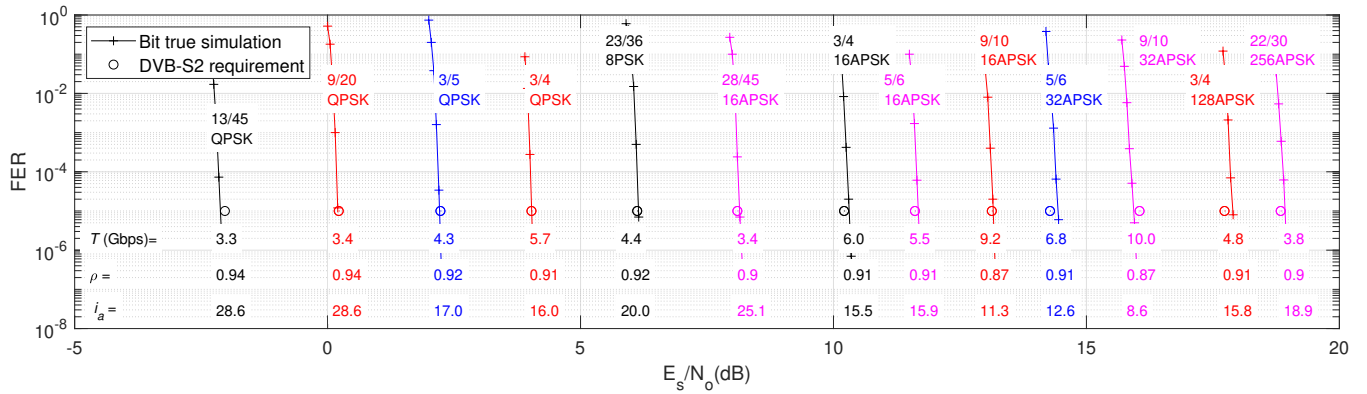 10^0
10^-2
10^-4
10^-6
10^-8
FER
Bit true simulation
DVB-S2 requirement
13/45
QPSK
9/20
QPSK
3/5
QPSK
3/4
QPSK
23/36
8PSK
28/45
16APSK
3/4
16APSK
5/6
16APSK
9/10
16APSK
5/6
32APSK
9/10
32APSK
3/4
128APSK
22/30
256APSK
T (Gbps)= 3.3 3.4 4.3 5.7 4.4 3.4 6.0 5.5 9.2 6.8 10.0 4.8 3.8
ρ = 0.94 0.94 0.92 0.91 0.92 0.9 0.91 0.91 0.87 0.91 0.87 0.91 0.9
i_a = 28.6 28.6 17.0 16.0 20.0 25.1 15.5 15.9 11.3 12.6 8.6 15.8 18.9
-5 0 5 10 15 20
E_s/N_o(dB)